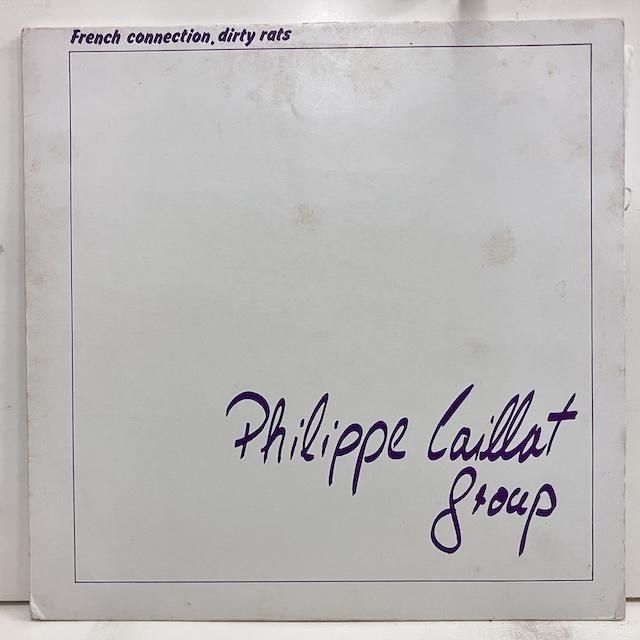 French connection, dirty rats
Philippe Caillat
group